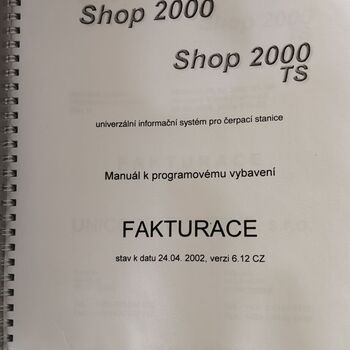 Shop 2000
Shop 2000
TS
univerzální informační systém pro čerpací stanice
Manuál k programovému vybavení
FAKTURACE
stav k datu 24.04. 2002, verzi 6.12 CZ